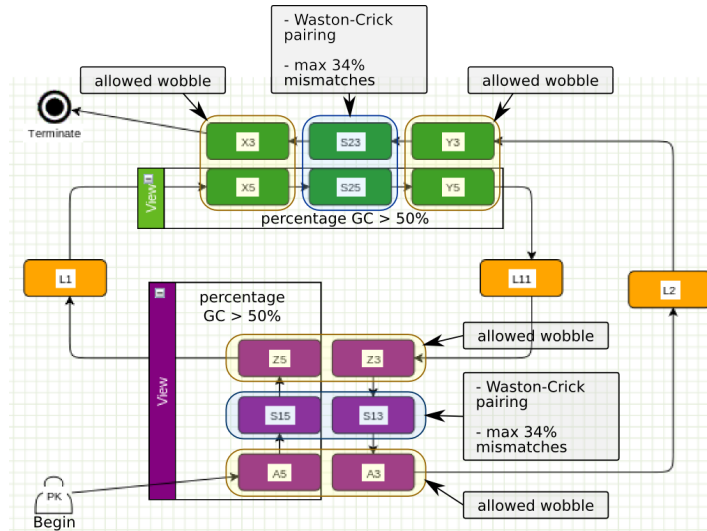 - Waston-Crick
pairing
- max 34%
mismatches
allowed wobble
allowed wobble
Terminate
X3
S23
Y3
View
X5
S25
Y5
percentage GC > 50%
L1
L11
L2
percentage
GC > 50%
allowed wobble
Z5
Z3
- Waston-Crick
pairing
- max 34%
mismatches
View
S15
S13
A5
A3
PK
Begin
allowed wobble